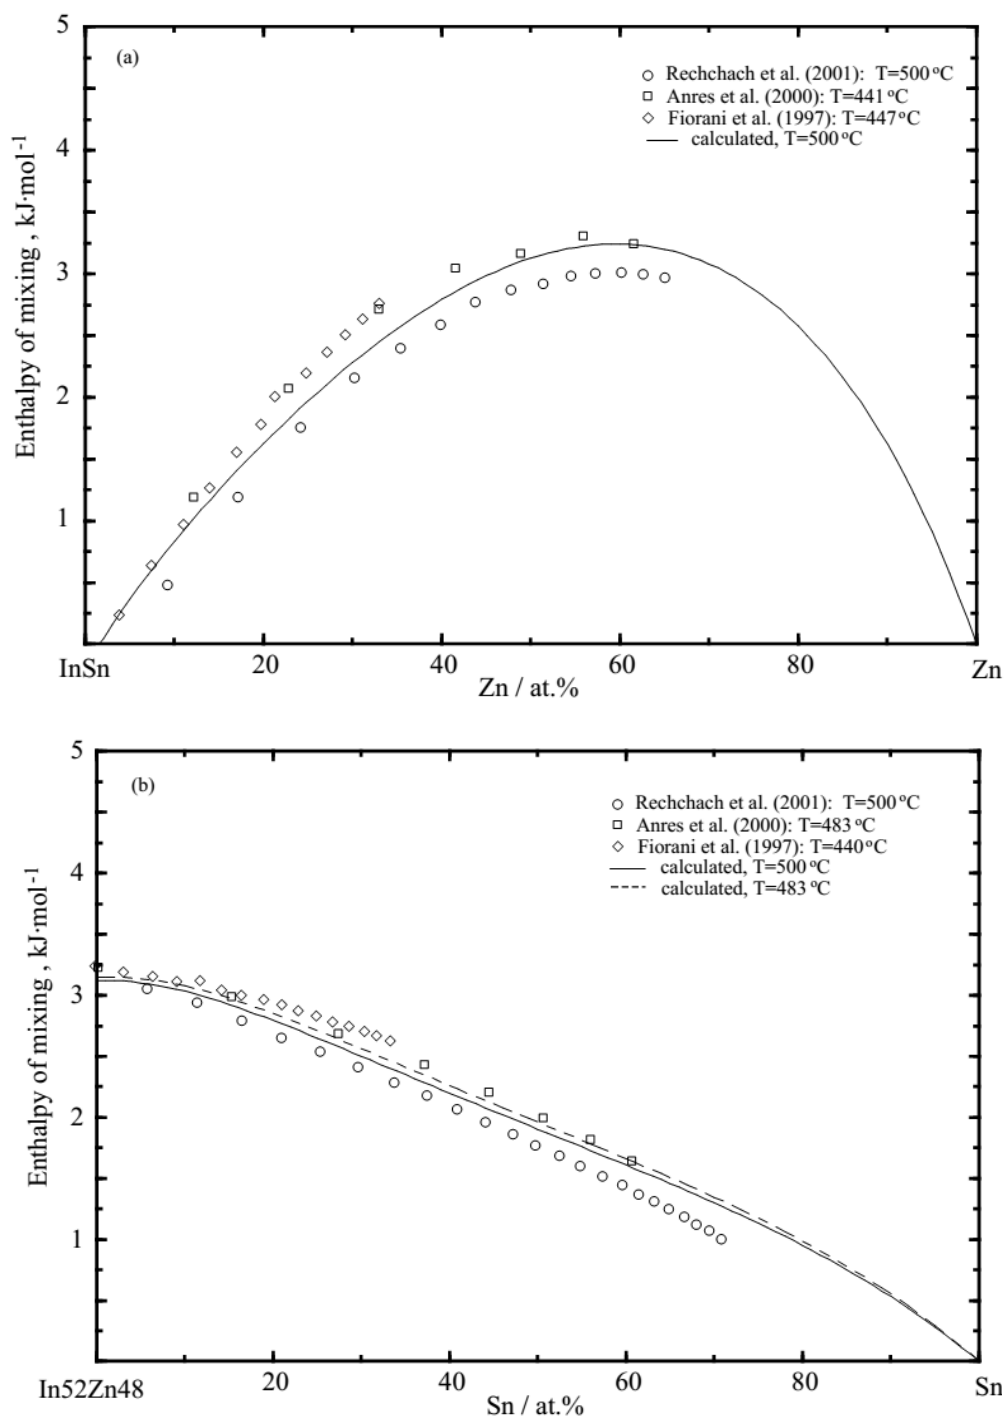 5
(a)
Rechchach et al. (2001): T=500 °C
Anres et al. (2000): T=441 °C
Fiorani et al. (1997): T=447 °C
calculated, T=500 °C
4
3
2
1
Enthalpy of mixing , kJ·mol-1
InSn
20
40
60
80
Zn
Zn / at.%
5
(b)
Rechchach et al. (2001): T=500 °C
Anres et al. (2000): T=483 °C
Fiorani et al. (1997): T=440 °C
calculated, T=500 °C
calculated, T=483 °C
4
3
2
1
Enthalpy of mixing , kJ·mol-1
In52Zn48
20
40
60
80
Sn
Sn / at.%